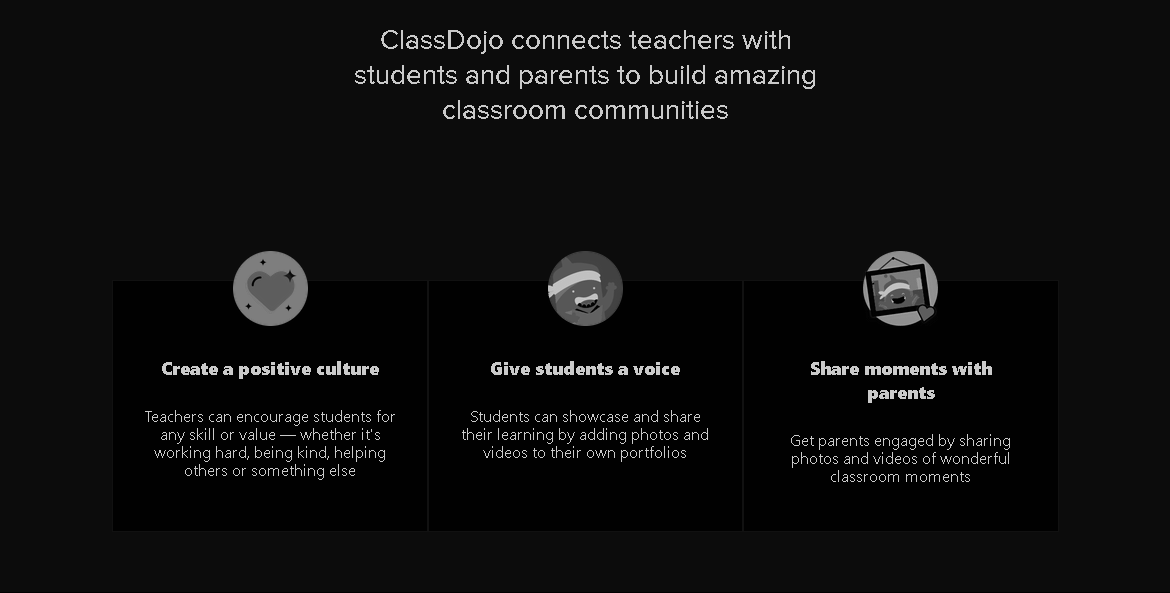 ClassDojo connects teachers with
students and parents to build amazing
classroom communities
Create a positive culture
Teachers can encourage students for
any skill or value — whether it's
working hard, being kind, helping
others or something else
Give students a voice
Students can showcase and share
their learning by adding photos and
videos to their own portfolios
Share moments with
parents
Get parents engaged by sharing
photos and videos of wonderful
classroom moments